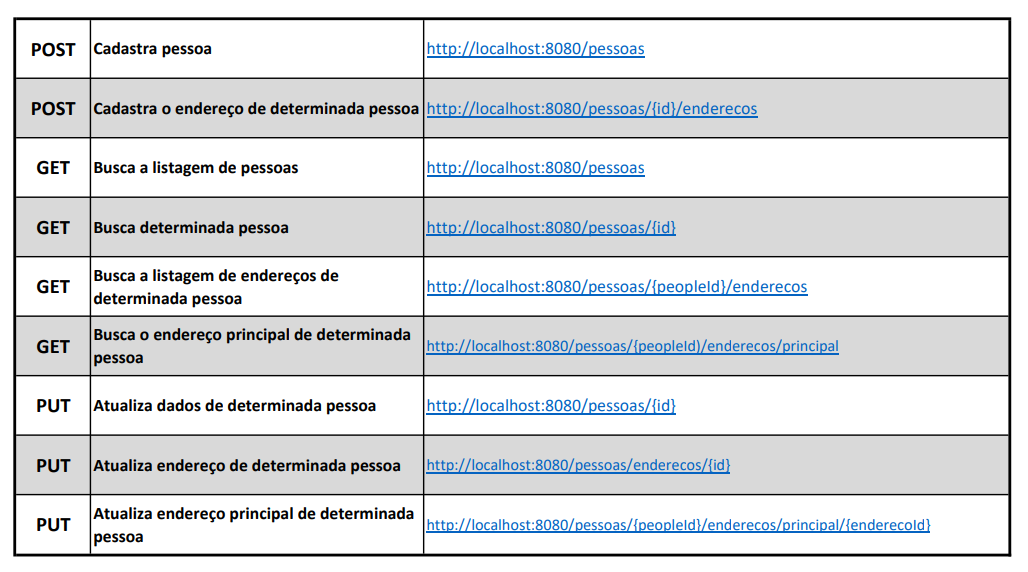 POST Cadastra pessoa http://localhost:8080/pessoas
POST Cadastra o endereço de determinada pessoa http://localhost:8080/pessoas/{id}/enderecos
GET Busca a listagem de pessoas http://localhost:8080/pessoas
GET Busca determinada pessoa http://localhost:8080/pessoas/{id}
GET Busca a listagem de endereços de
determinada pessoa http://localhost:8080/pessoas/{peopleId}/enderecos
GET Busca o endereço principal de determinada
pessoa http://localhost:8080/pessoas/{peopleId)/enderecos/principal
PUT Atualiza dados de determinada pessoa http://localhost:8080/pessoas/{id}
PUT Atualiza endereço de determinada pessoa http://localhost:8080/pessoas/enderecos/{id}
PUT Atualiza endereço principal de determinada
pessoa http://localhost:8080/pessoas/{peopleId}/enderecos/principal/{enderecoId}